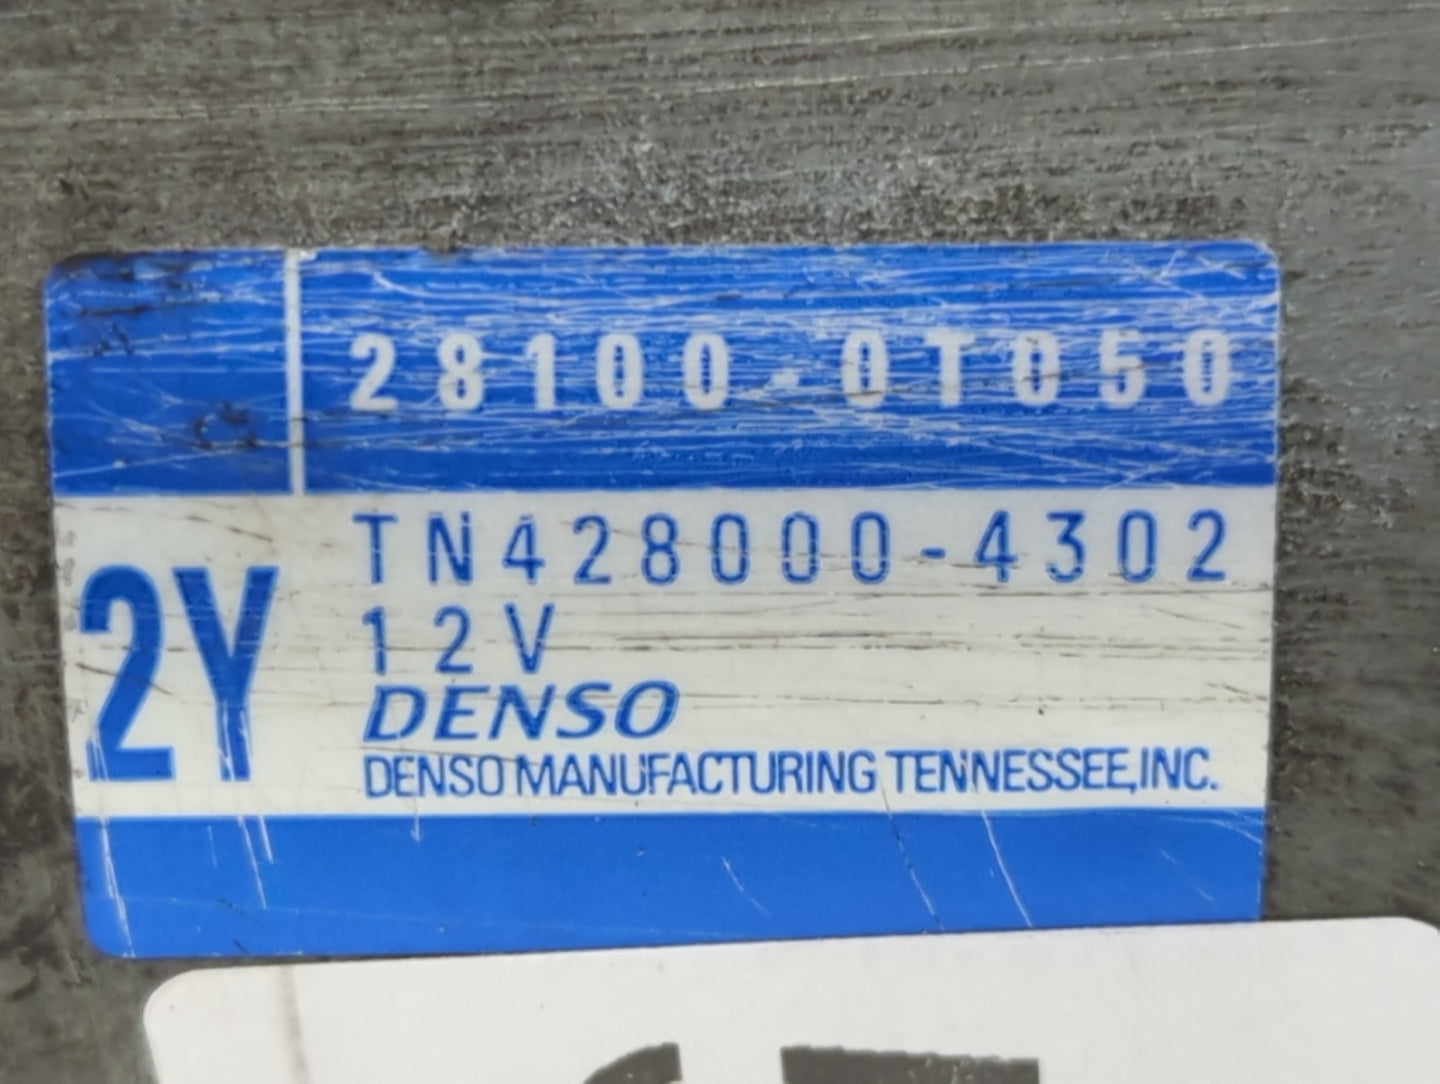 28100-0T050
2Y
TN428000-4302
12V
DENSO
DENSO MANUFACTURING TENNESSEE, INC.